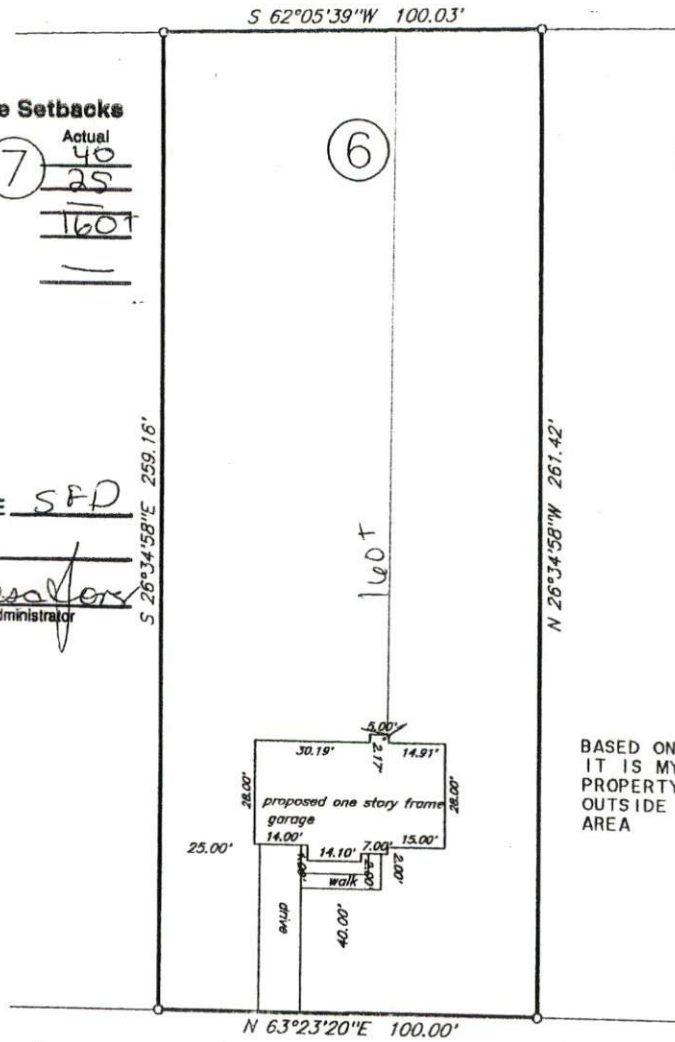 S 62°05'39"W 100.03'
e Setbacks
Actual
7
40
25
—
160+
—
6
S 26°34'58"E 259.16'
N 26°34'58"W 261.42'
E SFD
dministrator
160+
5.00'
30.19'
2.17'
14.91'
28.00'
28.00'
proposed one story frame
garage
14.00'
14.10'
7.00'
15.00'
2.00'
2.00'
25.00'
walk
drive
40.00'
BASED ON
IT IS MY
PROPERTY
OUTSIDE
AREA
N 63°23'20"E 100.00'